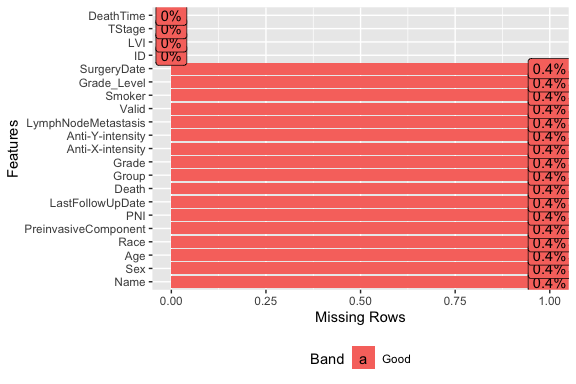 DeathTime 0%
TStage 0%
LVI 0%
ID 0%
SurgeryDate 0.4%
Grade_Level 0.4%
Smoker 0.4%
Valid 0.4%
LymphNodeMetastasis 0.4%
Anti-Y-intensity 0.4%
Anti-X-intensity 0.4%
Grade 0.4%
Group 0.4%
Death 0.4%
LastFollowUpDate 0.4%
PNI 0.4%
PreinvasiveComponent 0.4%
Race 0.4%
Age 0.4%
Sex 0.4%
Name 0.4%
Features
0.00 0.25 0.50 0.75 1.00
Missing Rows
Band a Good